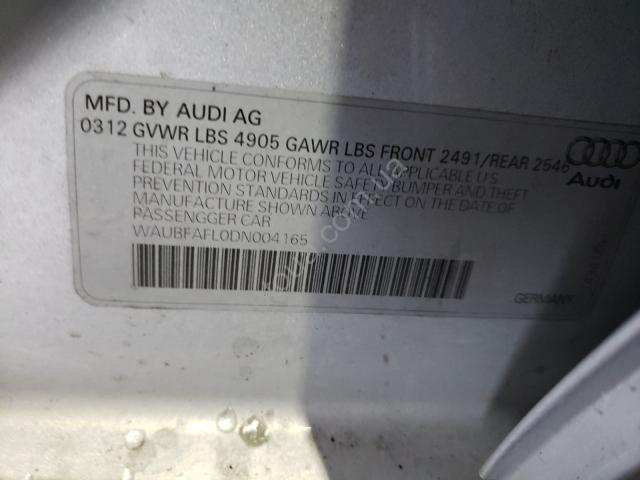 MFD. BY AUDI AG
0312 GVWR LBS 4905 GAWR LBS FRONT 2491/REAR 2546
THIS VEHICLE CONFORMS TO ALL APPLICABLE U.S.
FEDERAL MOTOR VEHICLE SAFETY, BUMPER AND THEFT
PREVENTION STANDARDS IN EFFECT ON THE DATE OF
MANUFACTURE SHOWN ABOVE.
PASSENGGER CAR
WAUBFAFL0DN004165
Audi
GERMANY